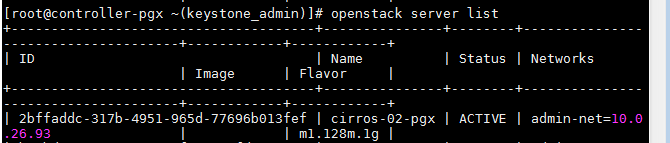 [root@controller-pgx ~(keystone_admin)]# openstack server list
+--------------------------------------+---------------+--------+----------------
---------------------+------------+------------+
| ID                                   | Name          | Status | Networks
                     | Image      | Flavor     |
+--------------------------------------+---------------+--------+----------------
---------------------+------------+------------+
| 2bffaddc-317b-4951-965d-77696b013fef | cirros-02-pgx | ACTIVE | admin-net=10.0
.26.93               |            | m1.128m.1g |